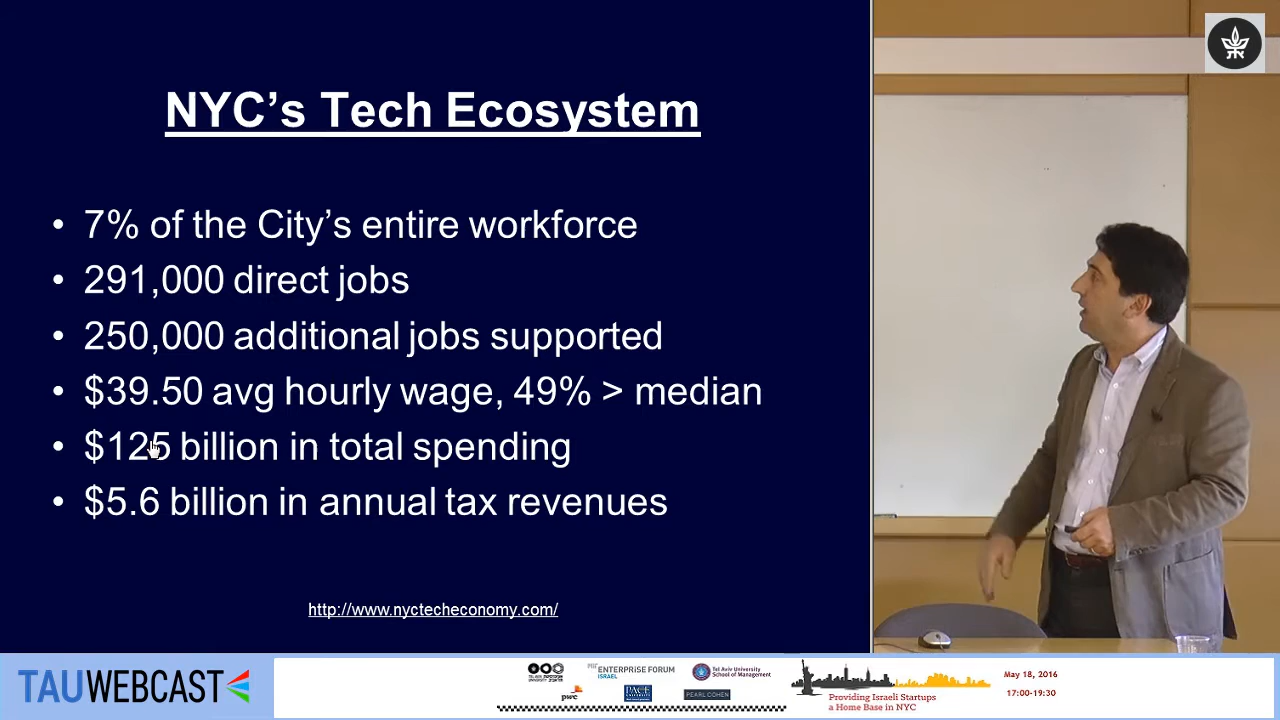 NYC’s Tech Ecosystem
• 7% of the City’s entire workforce
• 291,000 direct jobs
• 250,000 additional jobs supported
• $39.50 avg hourly wage, 49% > median
• $125 billion in total spending
• $5.6 billion in annual tax revenues
http://www.nyctecheconomy.com/
TAUWEBCAST
MIT ENTERPRISE FORUM
ISRAEL
Tel Aviv University
School of Management
pwc
PACE
UNIVERSITY
PEARL COHEN
Providing Israeli Startups
a Home Base in NYC
May 18, 2016
17:00-19:30